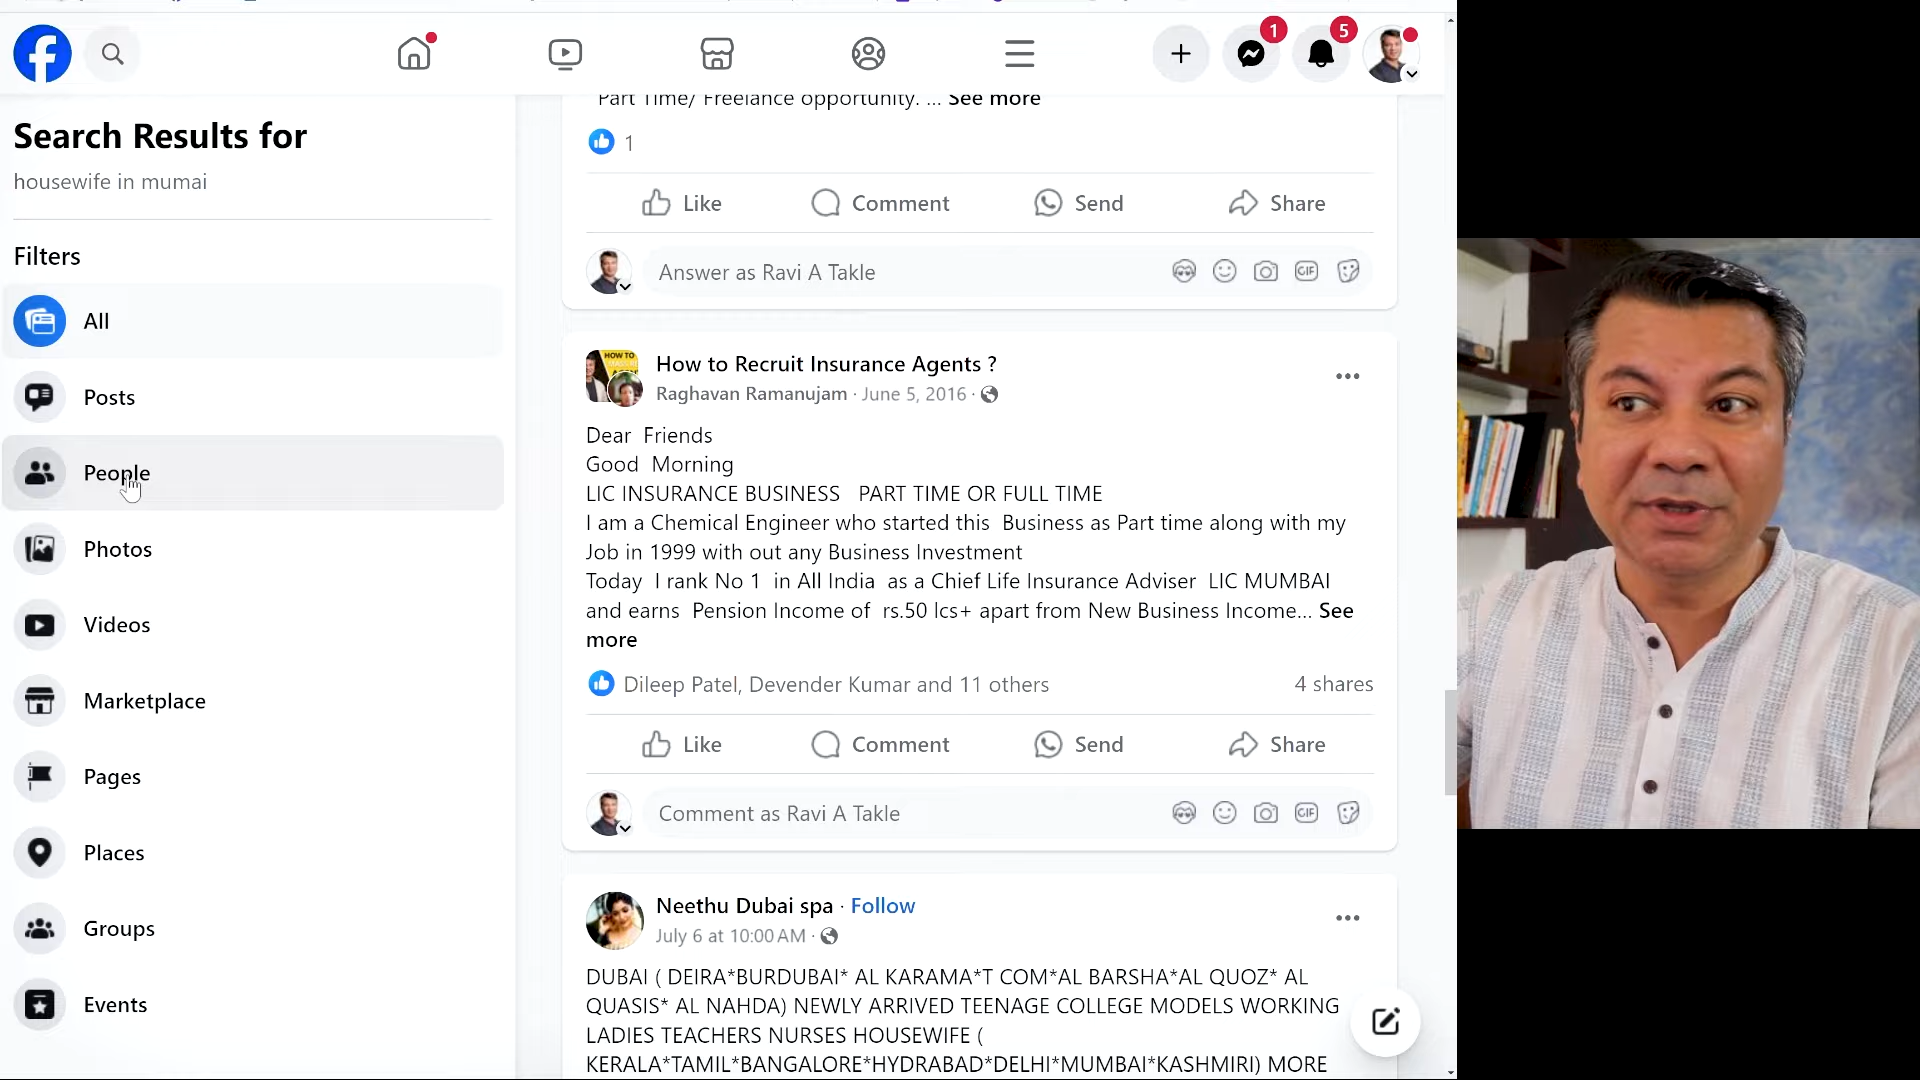 1
5
Search Results for
housewife in mumai
Filters
All
Posts
People
Photos
Videos
Marketplace
Pages
Places
Groups
Events
Part Time/ Freelance opportunity. ... See more
1
Like Comment Send Share
Answer as Ravi A Takle
GIF
HOW TO
How to Recruit Insurance Agents ?
Raghavan Ramanujam · June 5, 2016 ·
Dear Friends
Good Morning
LIC INSURANCE BUSINESS PART TIME OR FULL TIME
I am a Chemical Engineer who started this Business as Part time along with my
Job in 1999 with out any Business Investment
Today I rank No 1 in All India as a Chief Life Insurance Adviser LIC MUMBAI
and earns Pension Income of rs.50 lcs+ apart from New Business Income... See
more
Dileep Patel, Devender Kumar and 11 others 4 shares
Like Comment Send Share
Comment as Ravi A Takle
GIF
Neethu Dubai spa · Follow
July 6 at 10:00 AM ·
DUBAI ( DEIRA*BURDUBAI* AL KARAMA*T COM*AL BARSHA*AL QUOZ* AL
QUASIS* AL NAHDA) NEWLY ARRIVED TEENAGE COLLEGE MODELS WORKING
LADIES TEACHERS NURSES HOUSEWIFE (
KERALA*TAMIL*BANGALORE*HYDRABAD*DELHI*MUMBAI*KASHMIRI) MORE